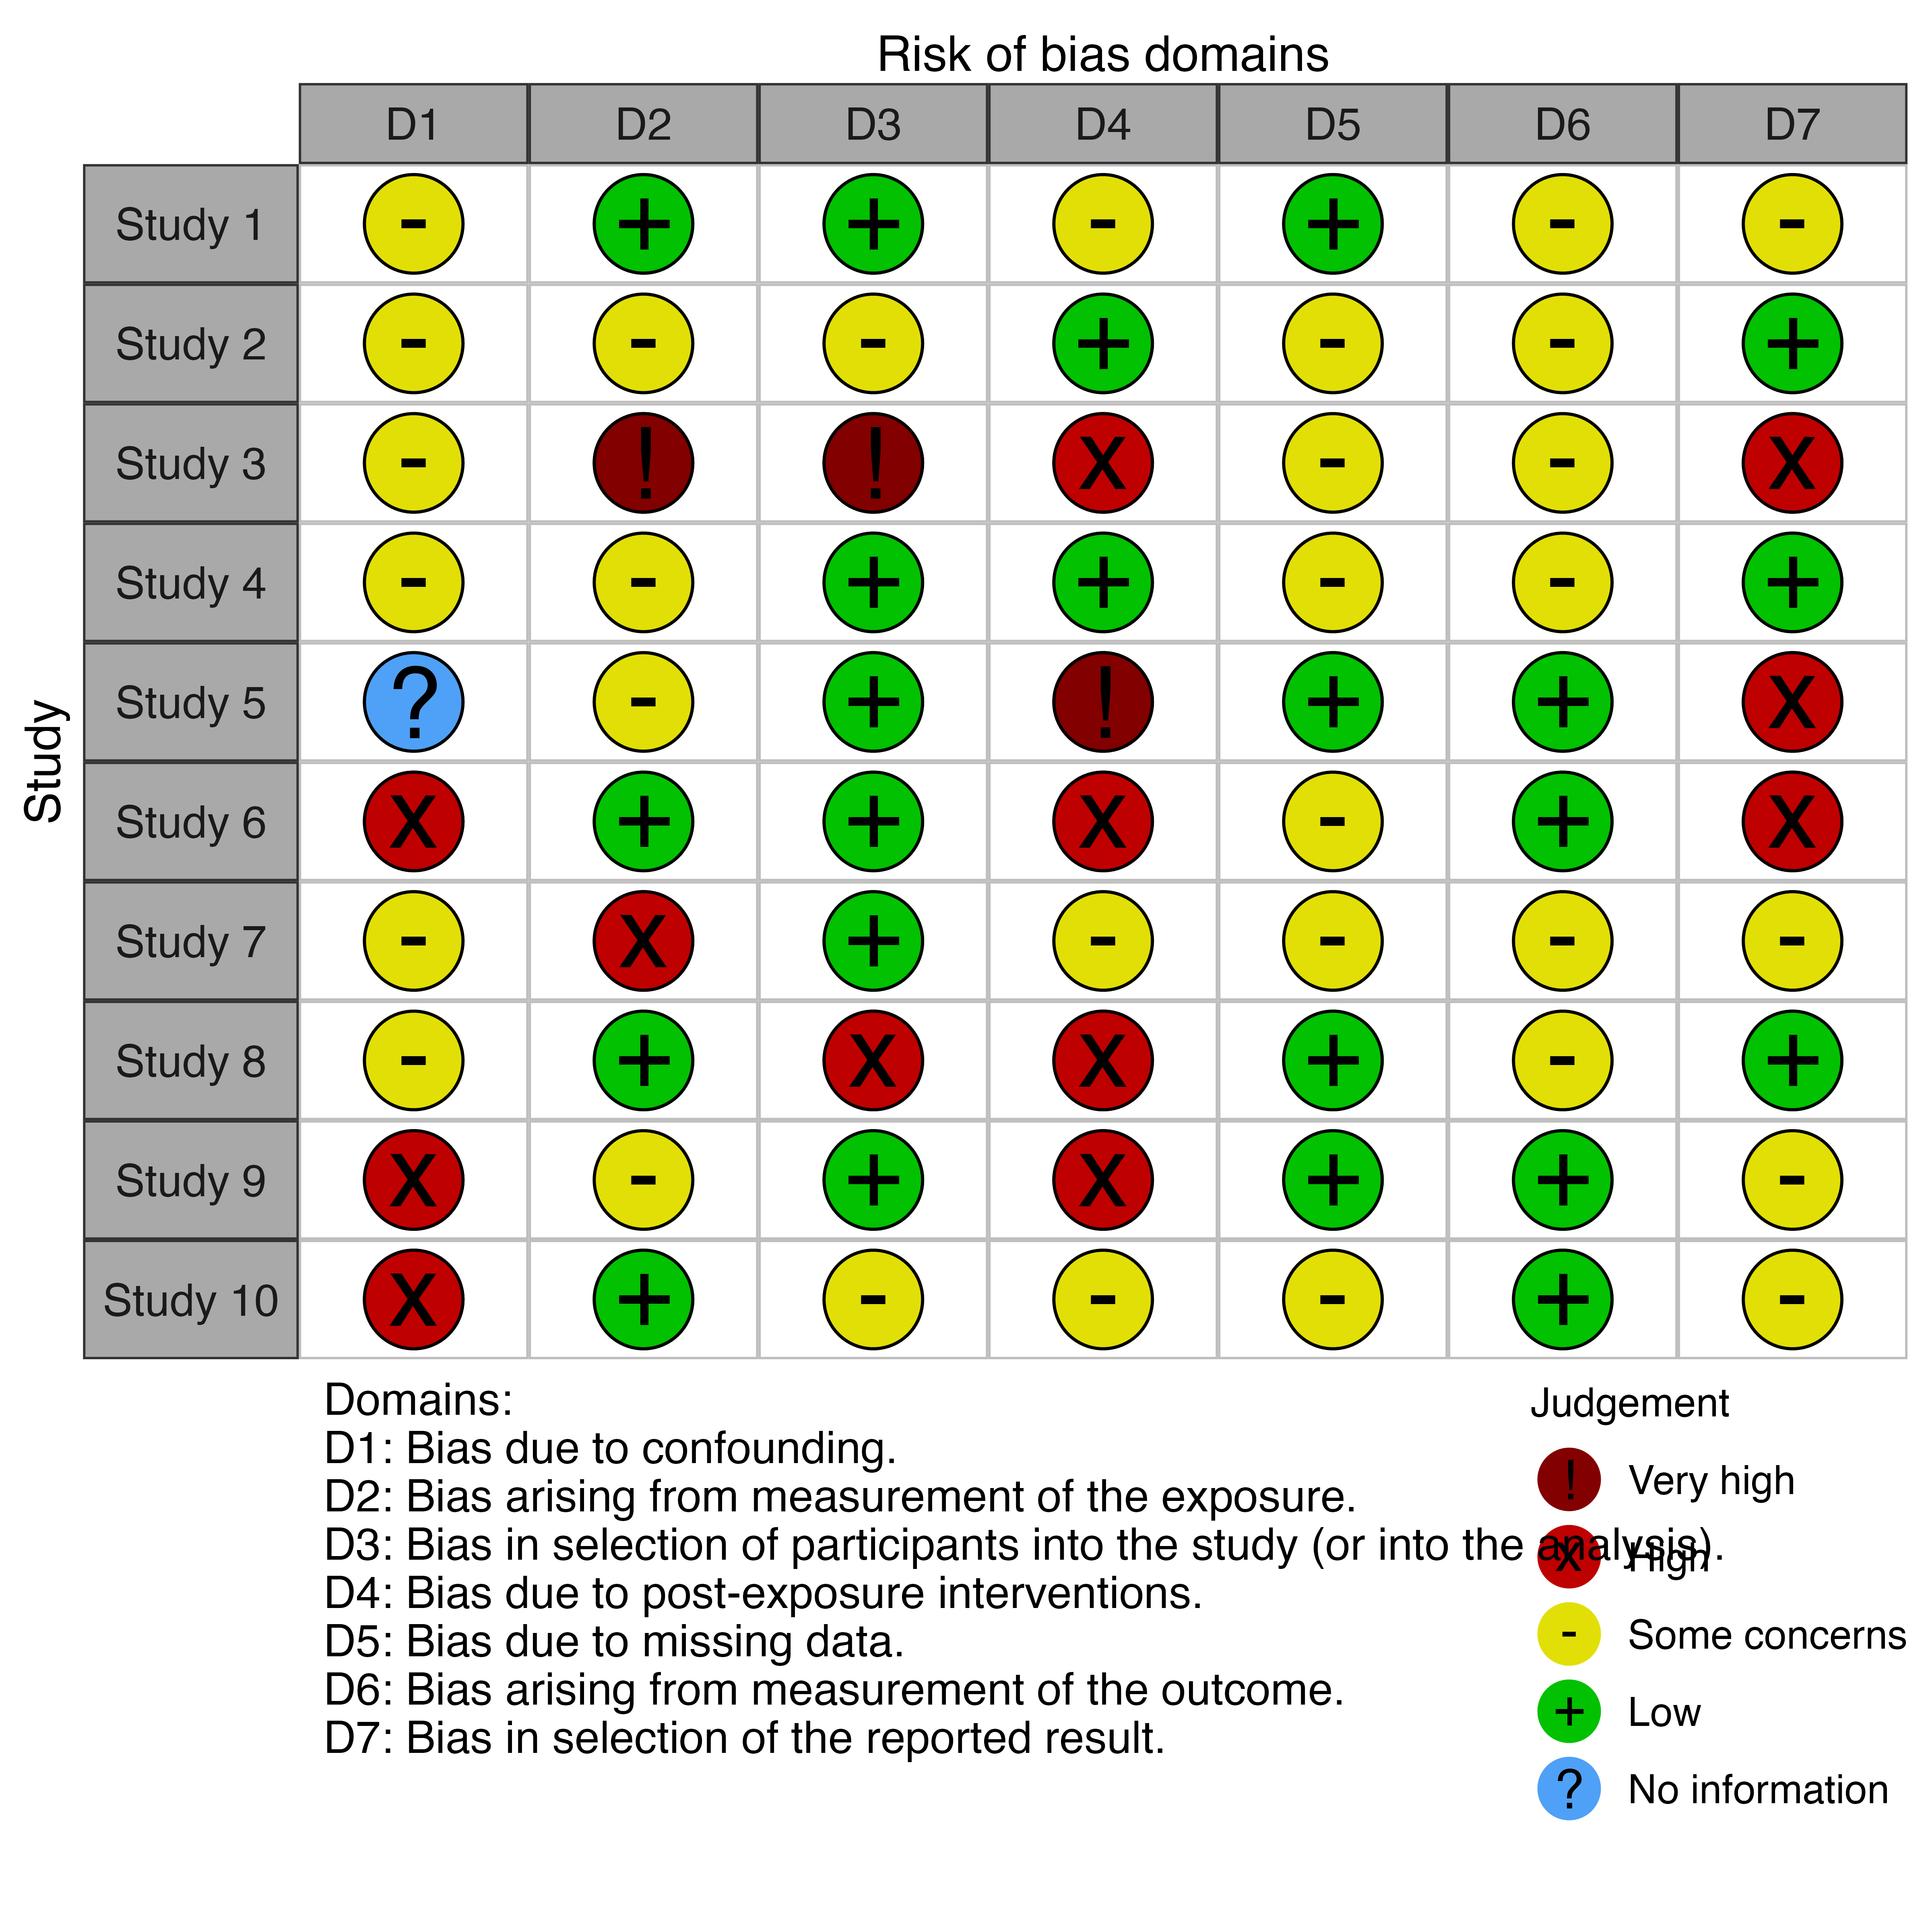 Risk of bias domains
D1 D2 D3 D4 D5 D6 D7
Study
Study 1 - + + - + - -
Study 2 - - - + - - +
Study 3 - ! ! X - - X
Study 4 - - + + - - +
Study 5 ? - + ! + + X
Study 6 X + + X - + X
Study 7 - X + - - - -
Study 8 - + X X + - +
Study 9 X - + X + + -
Study 10 X + - - - + -
Domains:
D1: Bias due to confounding.
D2: Bias arising from measurement of the exposure.
D3: Bias in selection of participants into the study (or into the analysis).
D4: Bias due to post-exposure interventions.
D5: Bias due to missing data.
D6: Bias arising from measurement of the outcome.
D7: Bias in selection of the reported result.
Judgement
! Very high
X High
- Some concerns
+ Low
? No information